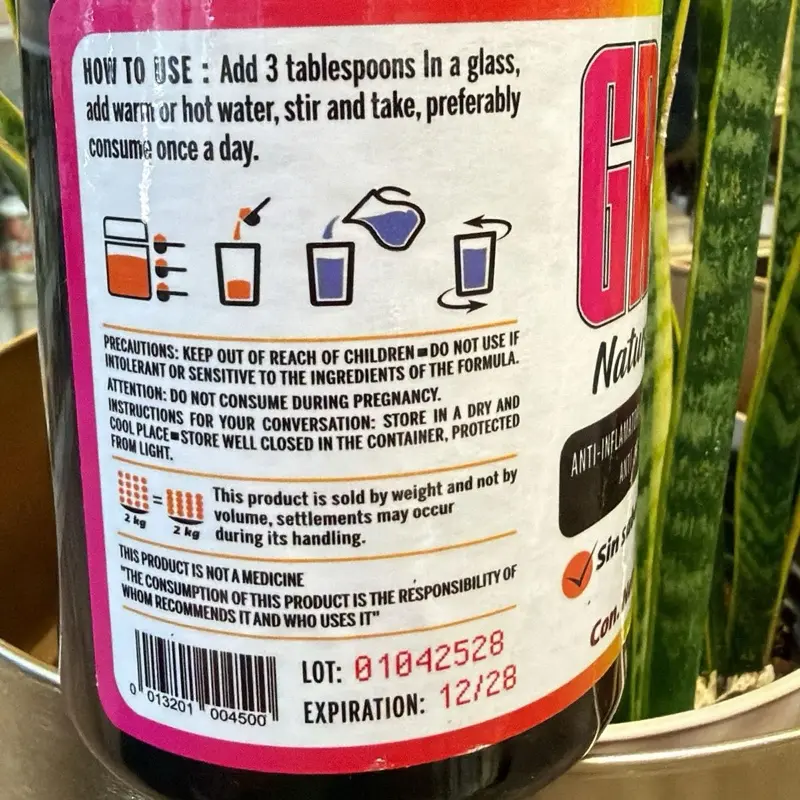 HOW TO USE : Add 3 tablespoons In a glass,
add warm or hot water, stir and take, preferably
consume once a day.
PRECAUTIONS: KEEP OUT OF REACH OF CHILDREN▪DO NOT USE IF
INTOLERANT OR SENSITIVE TO THE INGREDIENTS OF THE FORMULA.
ATTENTION: DO NOT CONSUME DURING PREGNANCY.
INSTRUCTIONS FOR YOUR CONVERSATION: STORE IN A DRY AND
COOL PLACE▪STORE WELL CLOSED IN THE CONTAINER, PROTECTED
FROM LIGHT.
2 kg = 2 kg
This product is sold by weight and not by
volume, settlements may occur
during its handling.
THIS PRODUCT IS NOT A MEDICINE
"THE CONSUMPTION OF THIS PRODUCT IS THE RESPONSIBILITY OF
WHOM RECOMMENDS IT AND WHO USES IT"
0 013201 004500
LOT: 01042528
EXPIRATION: 12/28
Sin
Con.